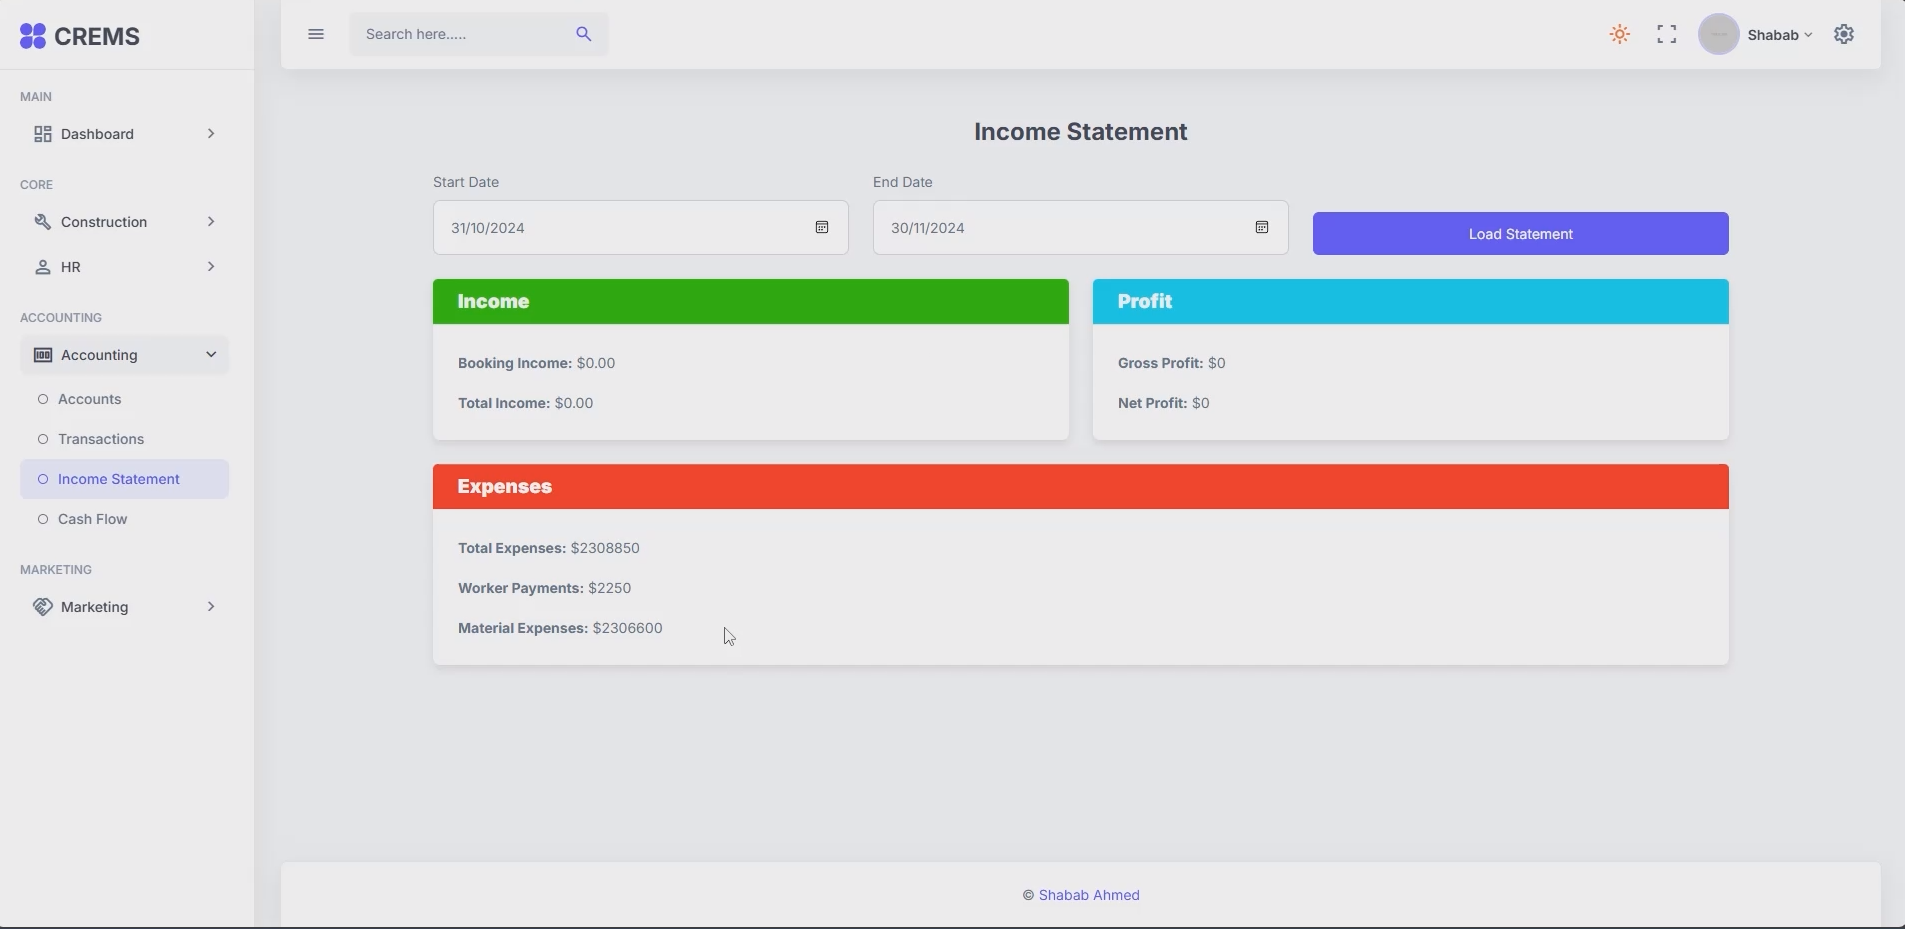 CREMS
Search here.....
Shabab
MAIN
Dashboard
CORE
Construction
HR
ACCOUNTING
Accounting
Accounts
Transactions
Income Statement
Cash Flow
MARKETING
Marketing
Income Statement
Start Date
End Date
31/10/2024
30/11/2024
Load Statement
Income
Booking Income: $0.00
Total Income: $0.00
Profit
Gross Profit: $0
Net Profit: $0
Expenses
Total Expenses: $2308850
Worker Payments: $2250
Material Expenses: $2306600
© Shabab Ahmed